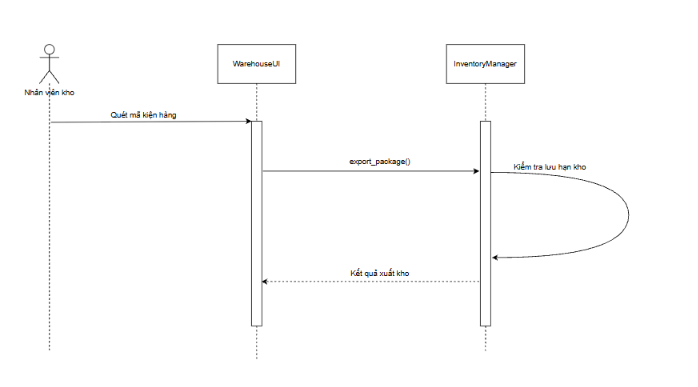 WarehouseUI
InventoryManager
Nhân viên kho
Quét mã kiện hàng
export_package()
Kiểm tra lưu hạn kho
Kết quả xuất kho